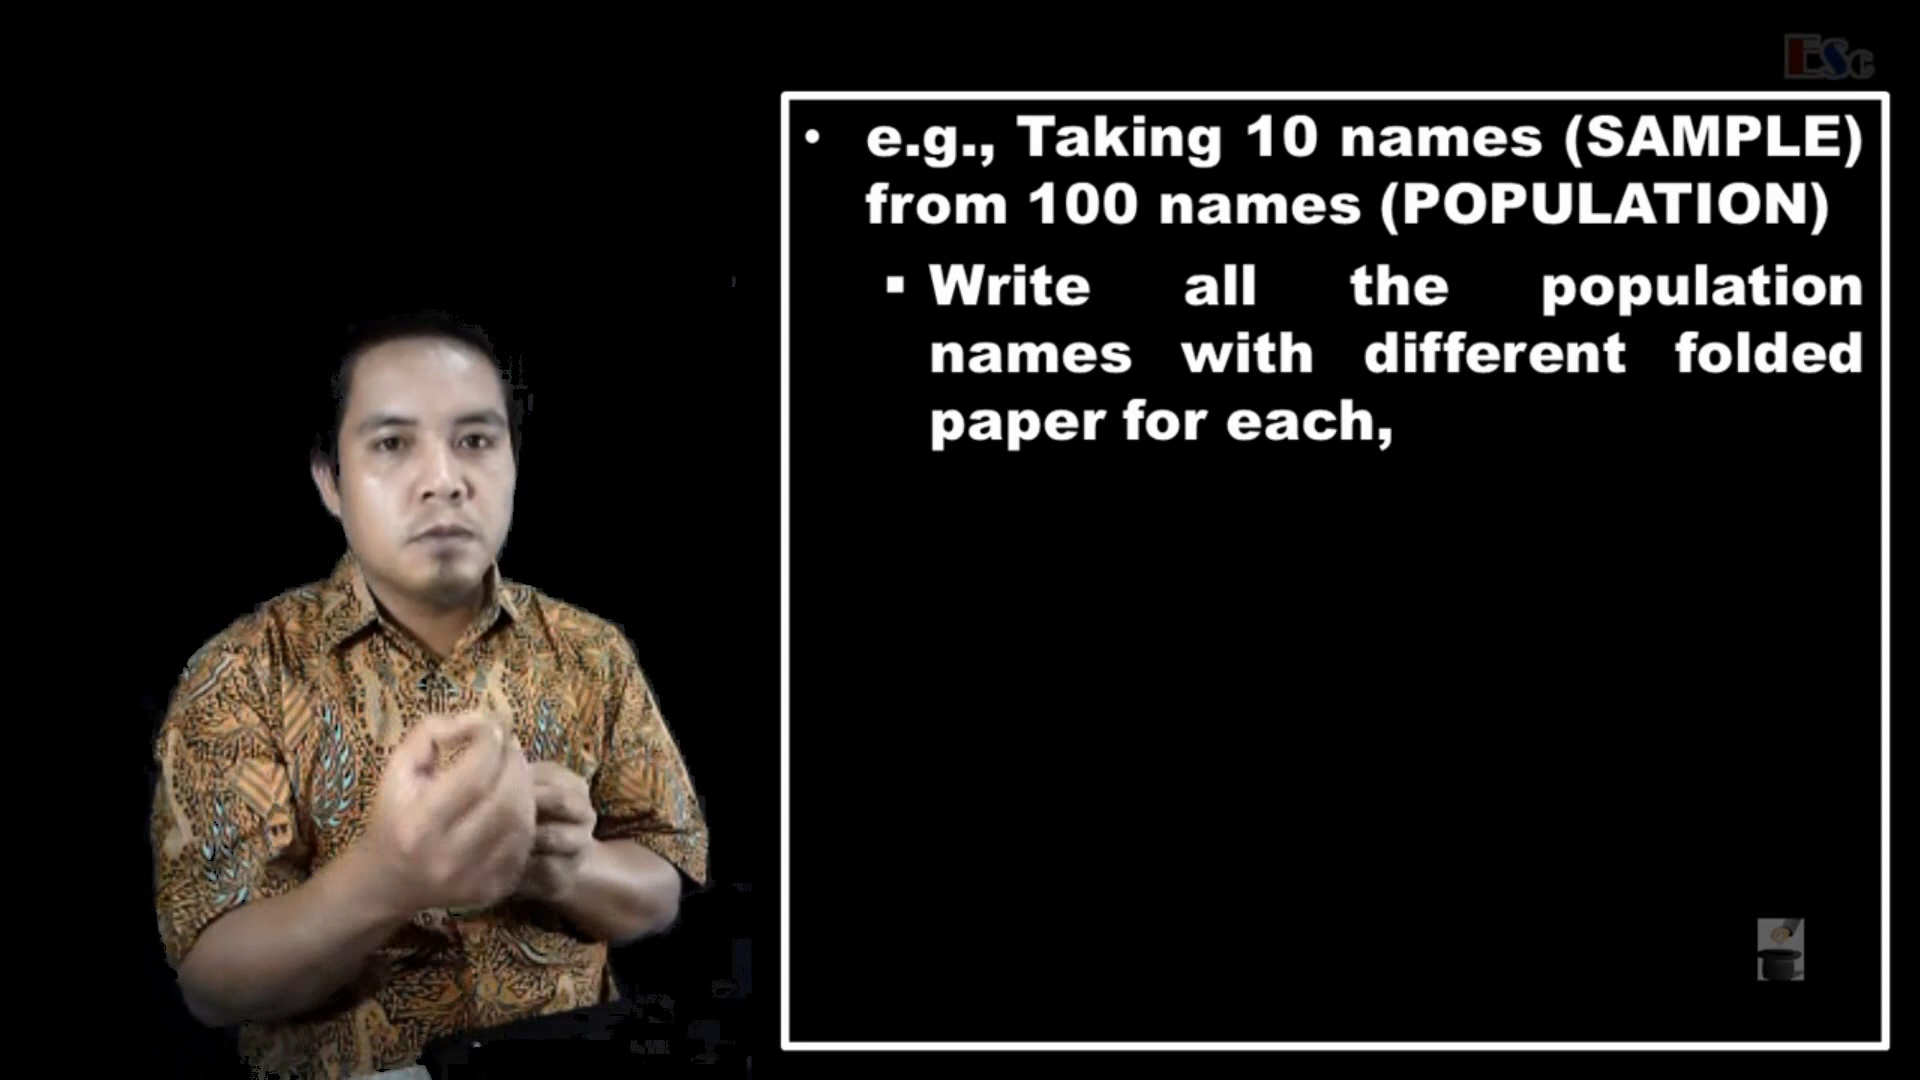 ESc
• e.g., Taking 10 names (SAMPLE)
from 100 names (POPULATION)
▪ Write all the population
names with different folded
paper for each,